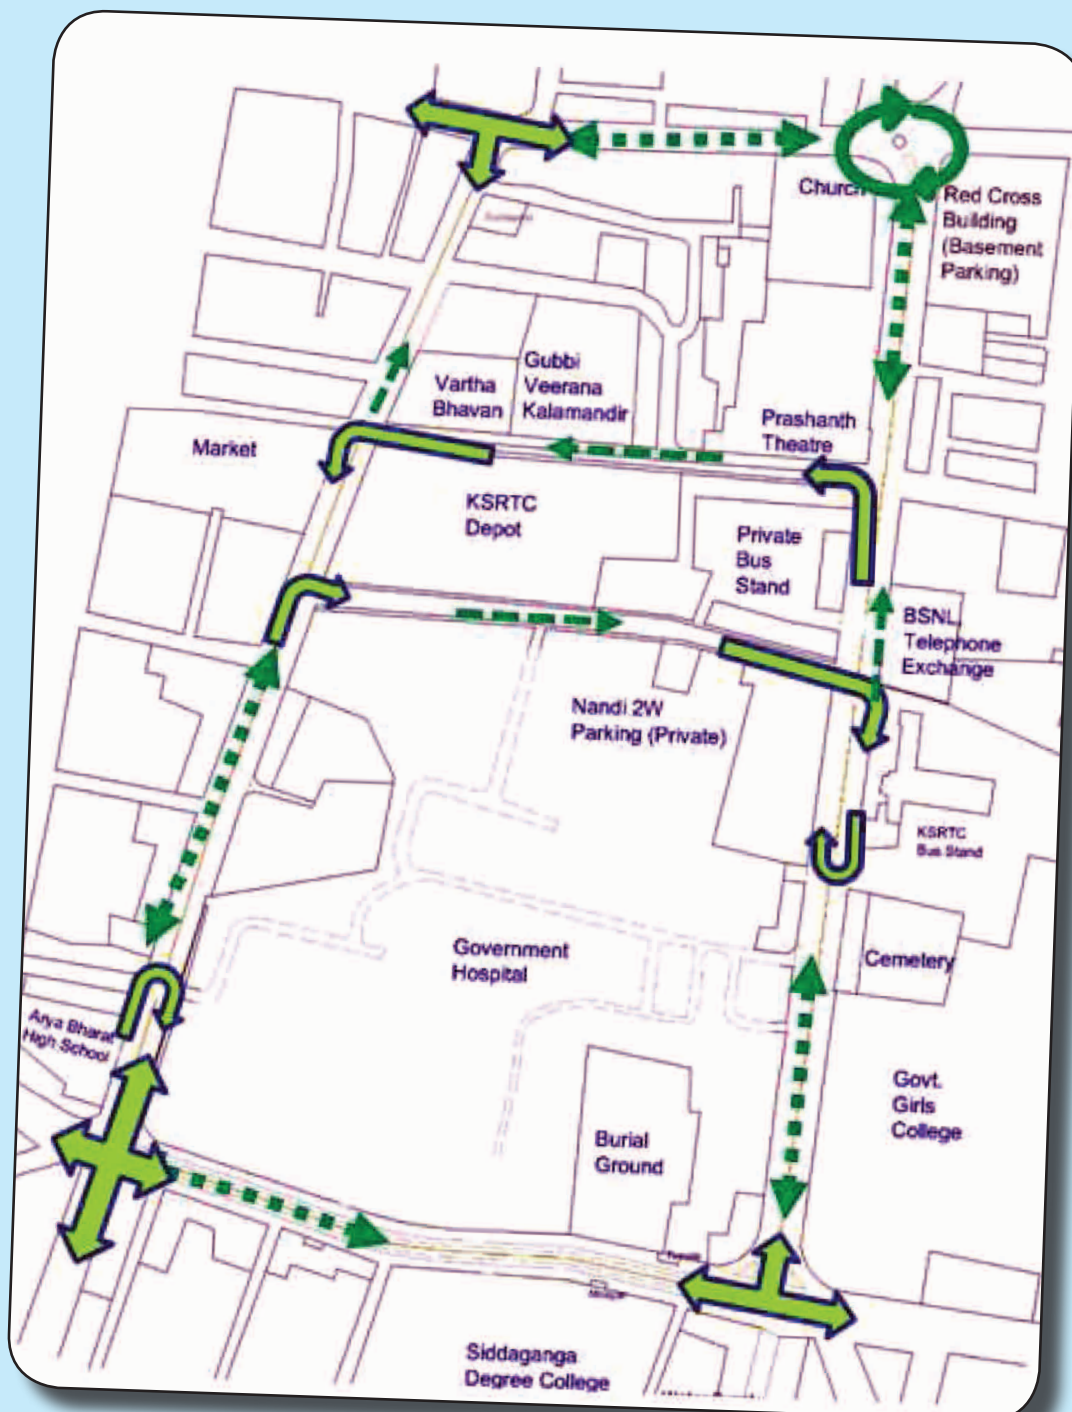 Church
Red Cross
Building
(Basement
Parking)
Gubbi
Veerana
Kalamandir
Vartha
Bhavan
Prashanth
Theatre
Market
KSRTC
Depot
Private
Bus
Stand
BSNL
Telephone
Exchange
Nandi 2W
Parking (Private)
KSRTC
Bus Stand
Government
Hospital
Cemetery
Arya Bharat
High School
Govt.
Girls
College
Burial
Ground
Siddaganga
Degree College